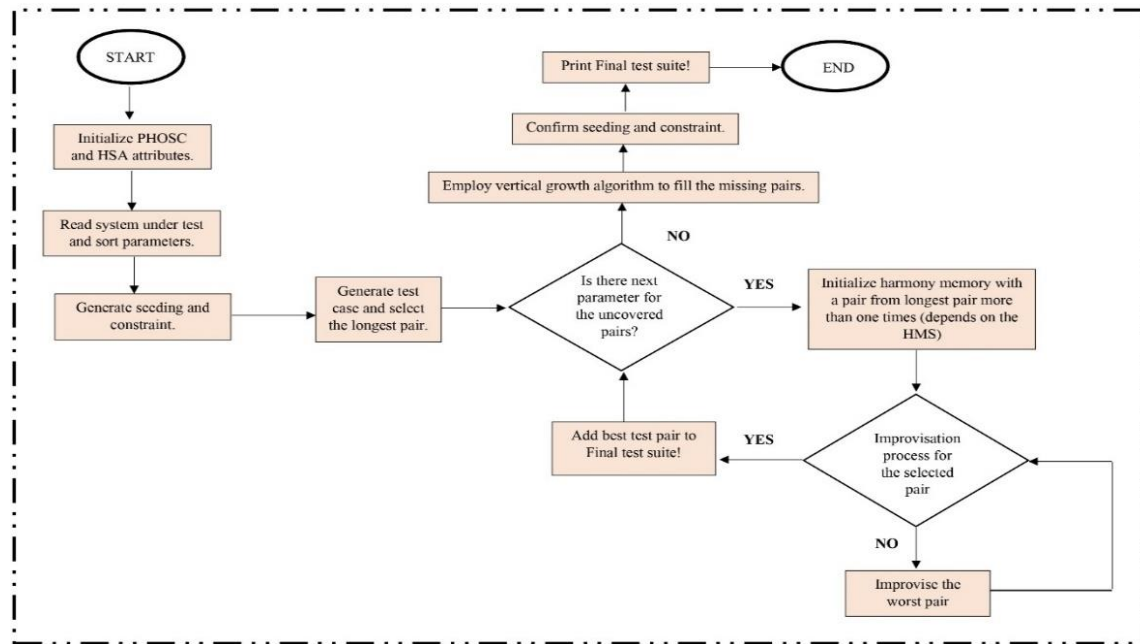 START
Initialize PHOSC
and HSA attributes.
Read system under test
and sort parameters.
Generate seeding and
constraint.
Generate test
case and select
the longest pair.
Is there next
parameter for
the uncovered
pairs?
NO
Employ vertical growth algorithm to fill the missing pairs.
Confirm seeding and constraint.
Print Final test suite!
END
YES
Initialize harmony memory with
a pair from longest pair more
than one times (depends on the
HMS)
Improvisation
process for
the selected
pair
YES
Add best test pair to
Final test suite!
NO
Improvise the
worst pair